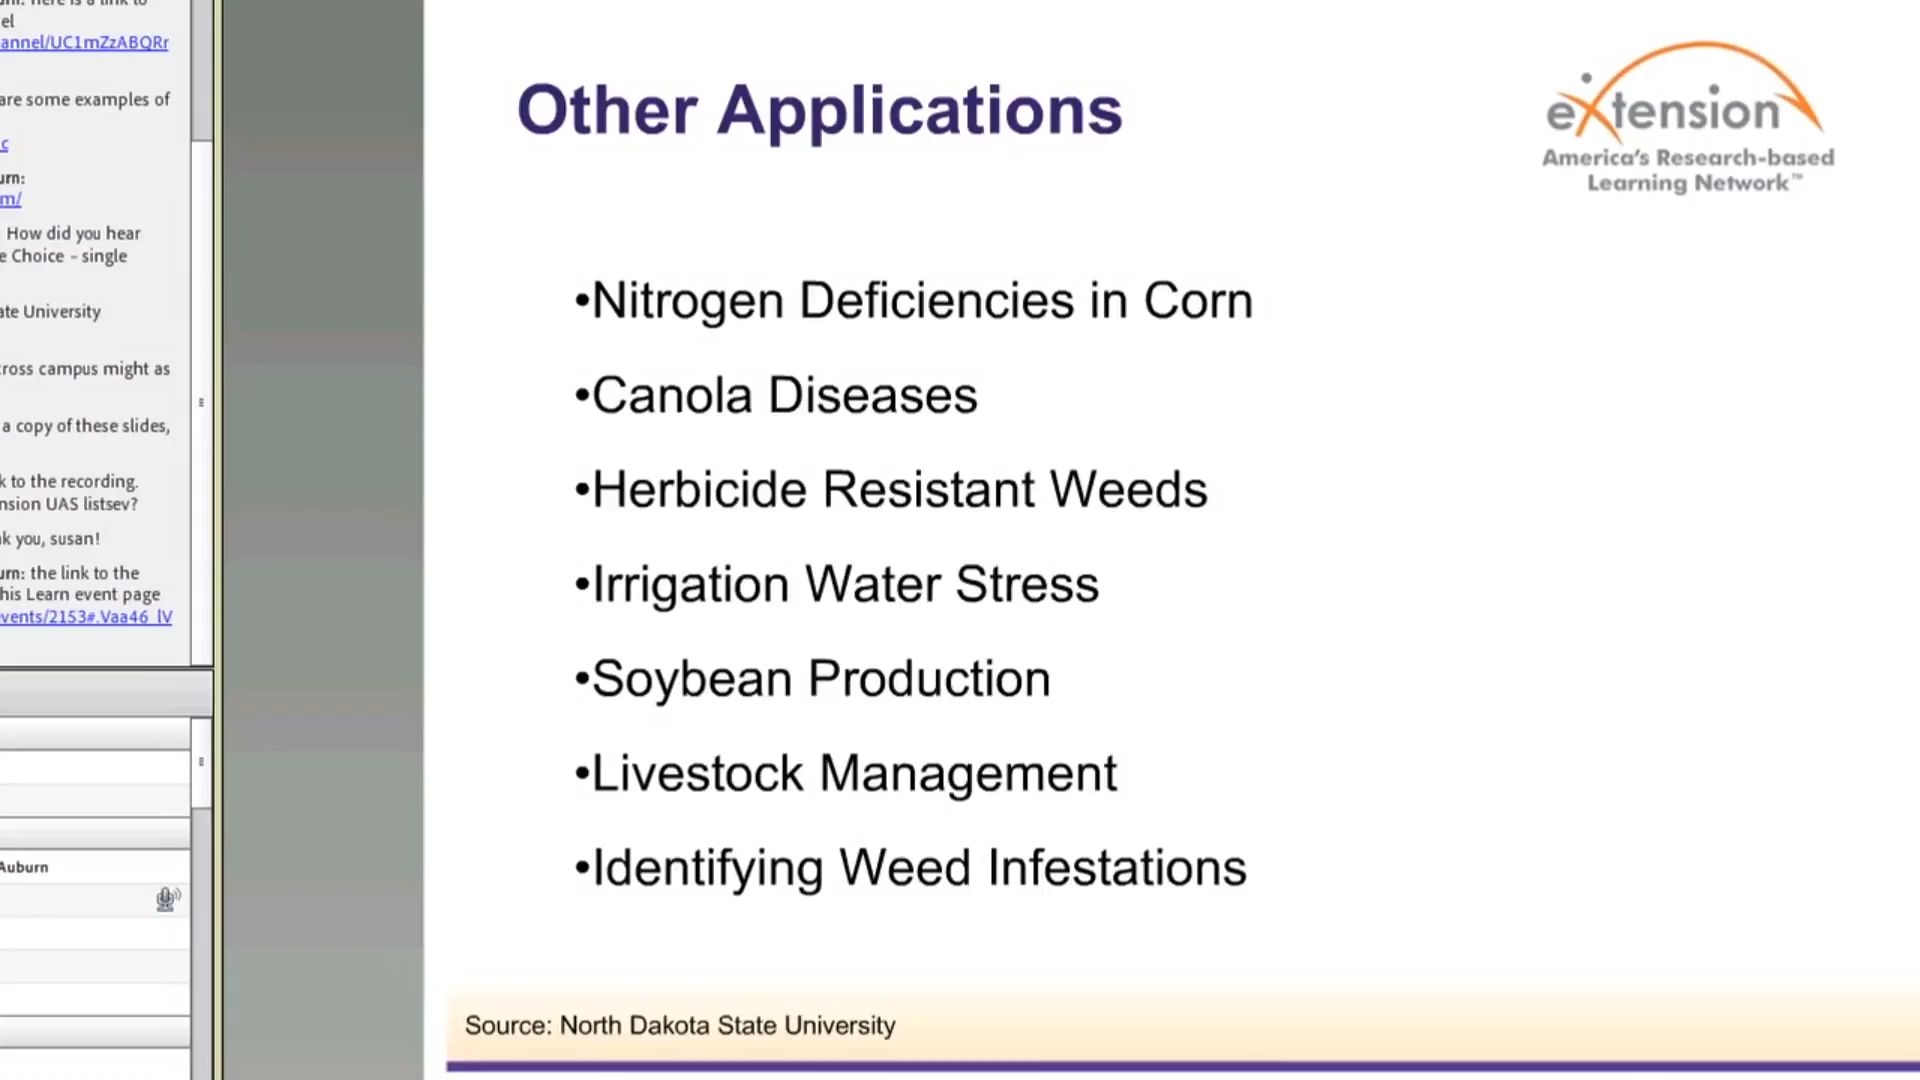 el
annel/UC1mZzABQRr
are some examples of
c
urn:
m/
How did you hear
e Choice - single
ate University
ross campus might as
a copy of these slides,
k to the recording.
nsion UAS listsev?
k you, susan!
urn: the link to the
his Learn event page
vents/2153#.Vaa46_lV
Auburn
Other Applications
eXtension
America's Research-based
Learning Network™
•Nitrogen Deficiencies in Corn
•Canola Diseases
•Herbicide Resistant Weeds
•Irrigation Water Stress
•Soybean Production
•Livestock Management
•Identifying Weed Infestations
Source: North Dakota State University